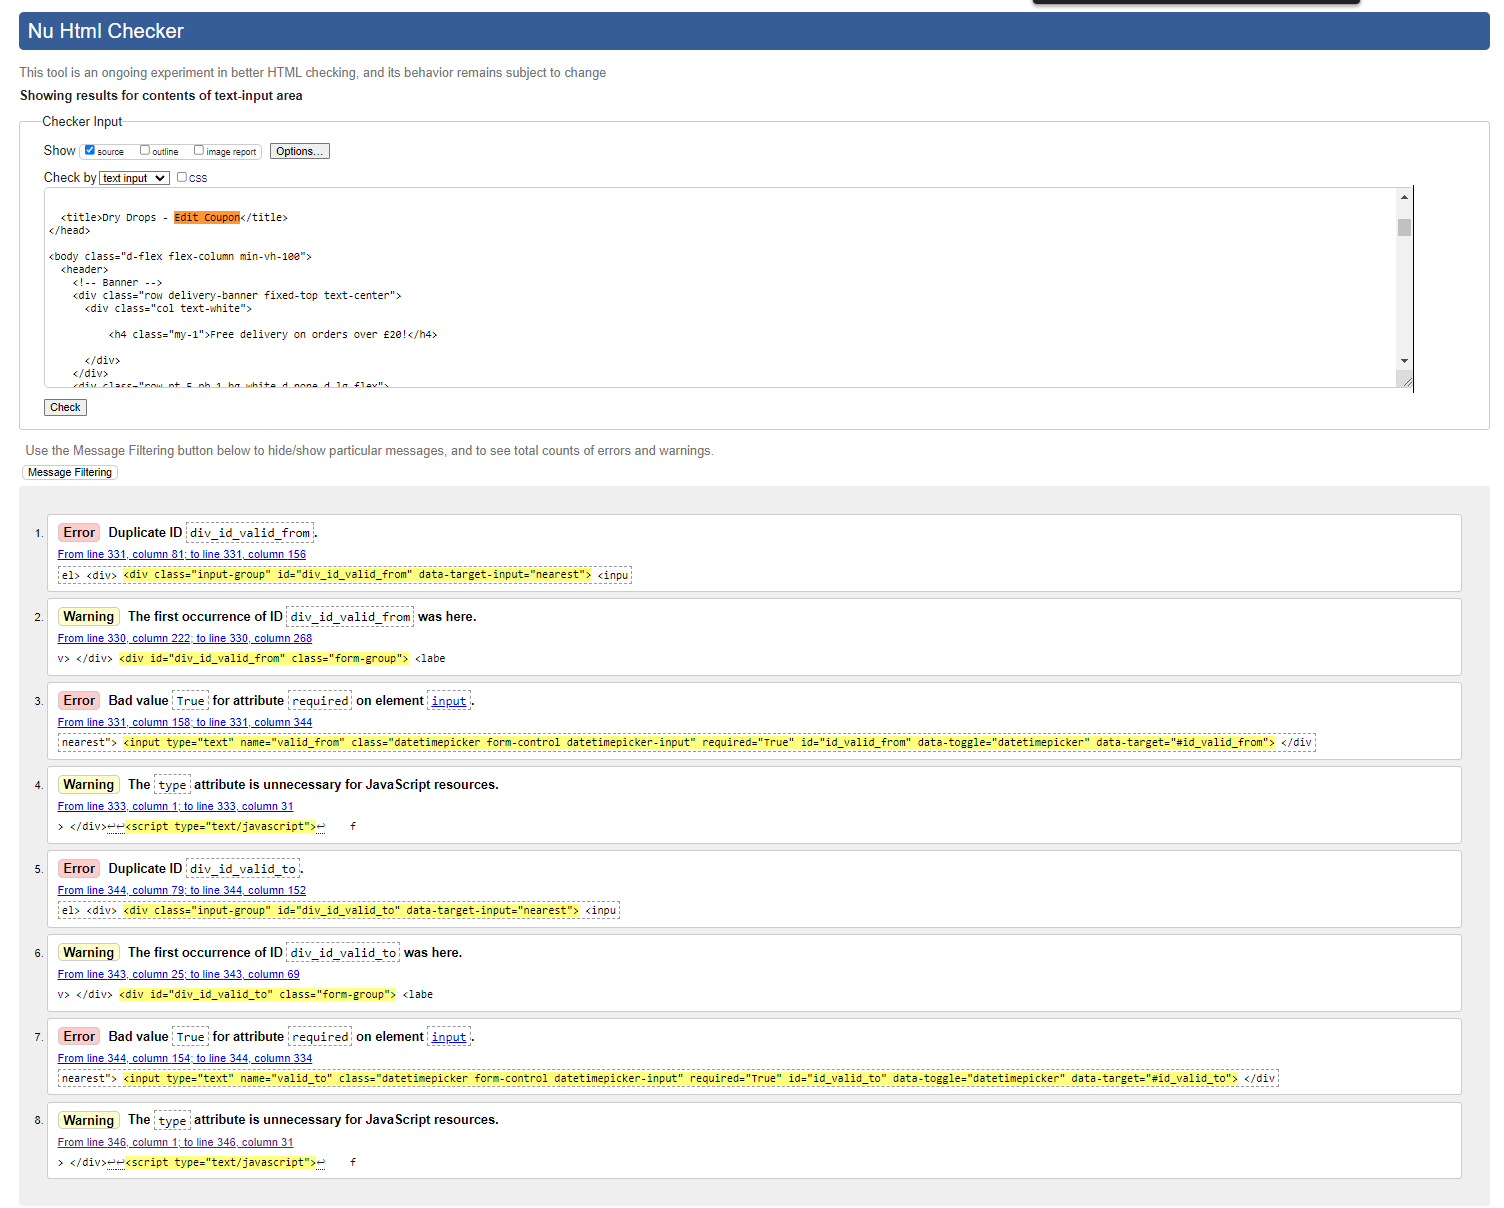 Nu Html Checker
This tool is an ongoing experiment in better HTML checking, and its behavior remains subject to change
Showing results for contents of text-input area
Checker Input
Show source outline image report Options...
Check by text input CSS
<title>Dry Drops - Edit Coupon</title>
</head>
<body class="d-flex flex-column min-vh-100">
<header>
<!-- Banner -->
<div class="row delivery-banner fixed-top text-center">
<div class="col text-white">
<h4 class="my-1">Free delivery on orders over £20!</h4>
</div>
</div>
<div class="row pt-5 pb-1 bg-white d-none d-lg-flex">
Check
Use the Message Filtering button below to hide/show particular messages, and to see total counts of errors and warnings.
Message Filtering
1. Error Duplicate ID div_id_valid_from.
From line 331, column 81; to line 331, column 156
el> <div> <div class="input-group" id="div_id_valid_from" data-target-input="nearest"> <inpu
2. Warning The first occurrence of ID div_id_valid_from was here.
From line 330, column 222; to line 330, column 268
v> </div> <div id="div_id_valid_from" class="form-group"> <labe
3. Error Bad value True for attribute required on element input.
From line 331, column 158; to line 331, column 344
nearest"> <input type="text" name="valid_from" class="datetimepicker form-control datetimepicker-input" required="True" id="id_valid_from" data-toggle="datetimepicker" data-target="#id_valid_from"> </div
4. Warning The type attribute is unnecessary for JavaScript resources.
From line 333, column 1; to line 333, column 31
> </div>↩↩<script type="text/javascript">↩ f
5. Error Duplicate ID div_id_valid_to.
From line 344, column 79; to line 344, column 152
el> <div> <div class="input-group" id="div_id_valid_to" data-target-input="nearest"> <inpu
6. Warning The first occurrence of ID div_id_valid_to was here.
From line 343, column 25; to line 343, column 69
v> </div> <div id="div_id_valid_to" class="form-group"> <labe
7. Error Bad value True for attribute required on element input.
From line 344, column 154; to line 344, column 334
nearest"> <input type="text" name="valid_to" class="datetimepicker form-control datetimepicker-input" required="True" id="id_valid_to" data-toggle="datetimepicker" data-target="#id_valid_to"> </div
8. Warning The type attribute is unnecessary for JavaScript resources.
From line 346, column 1; to line 346, column 31
> </div>↩↩<script type="text/javascript">↩ f